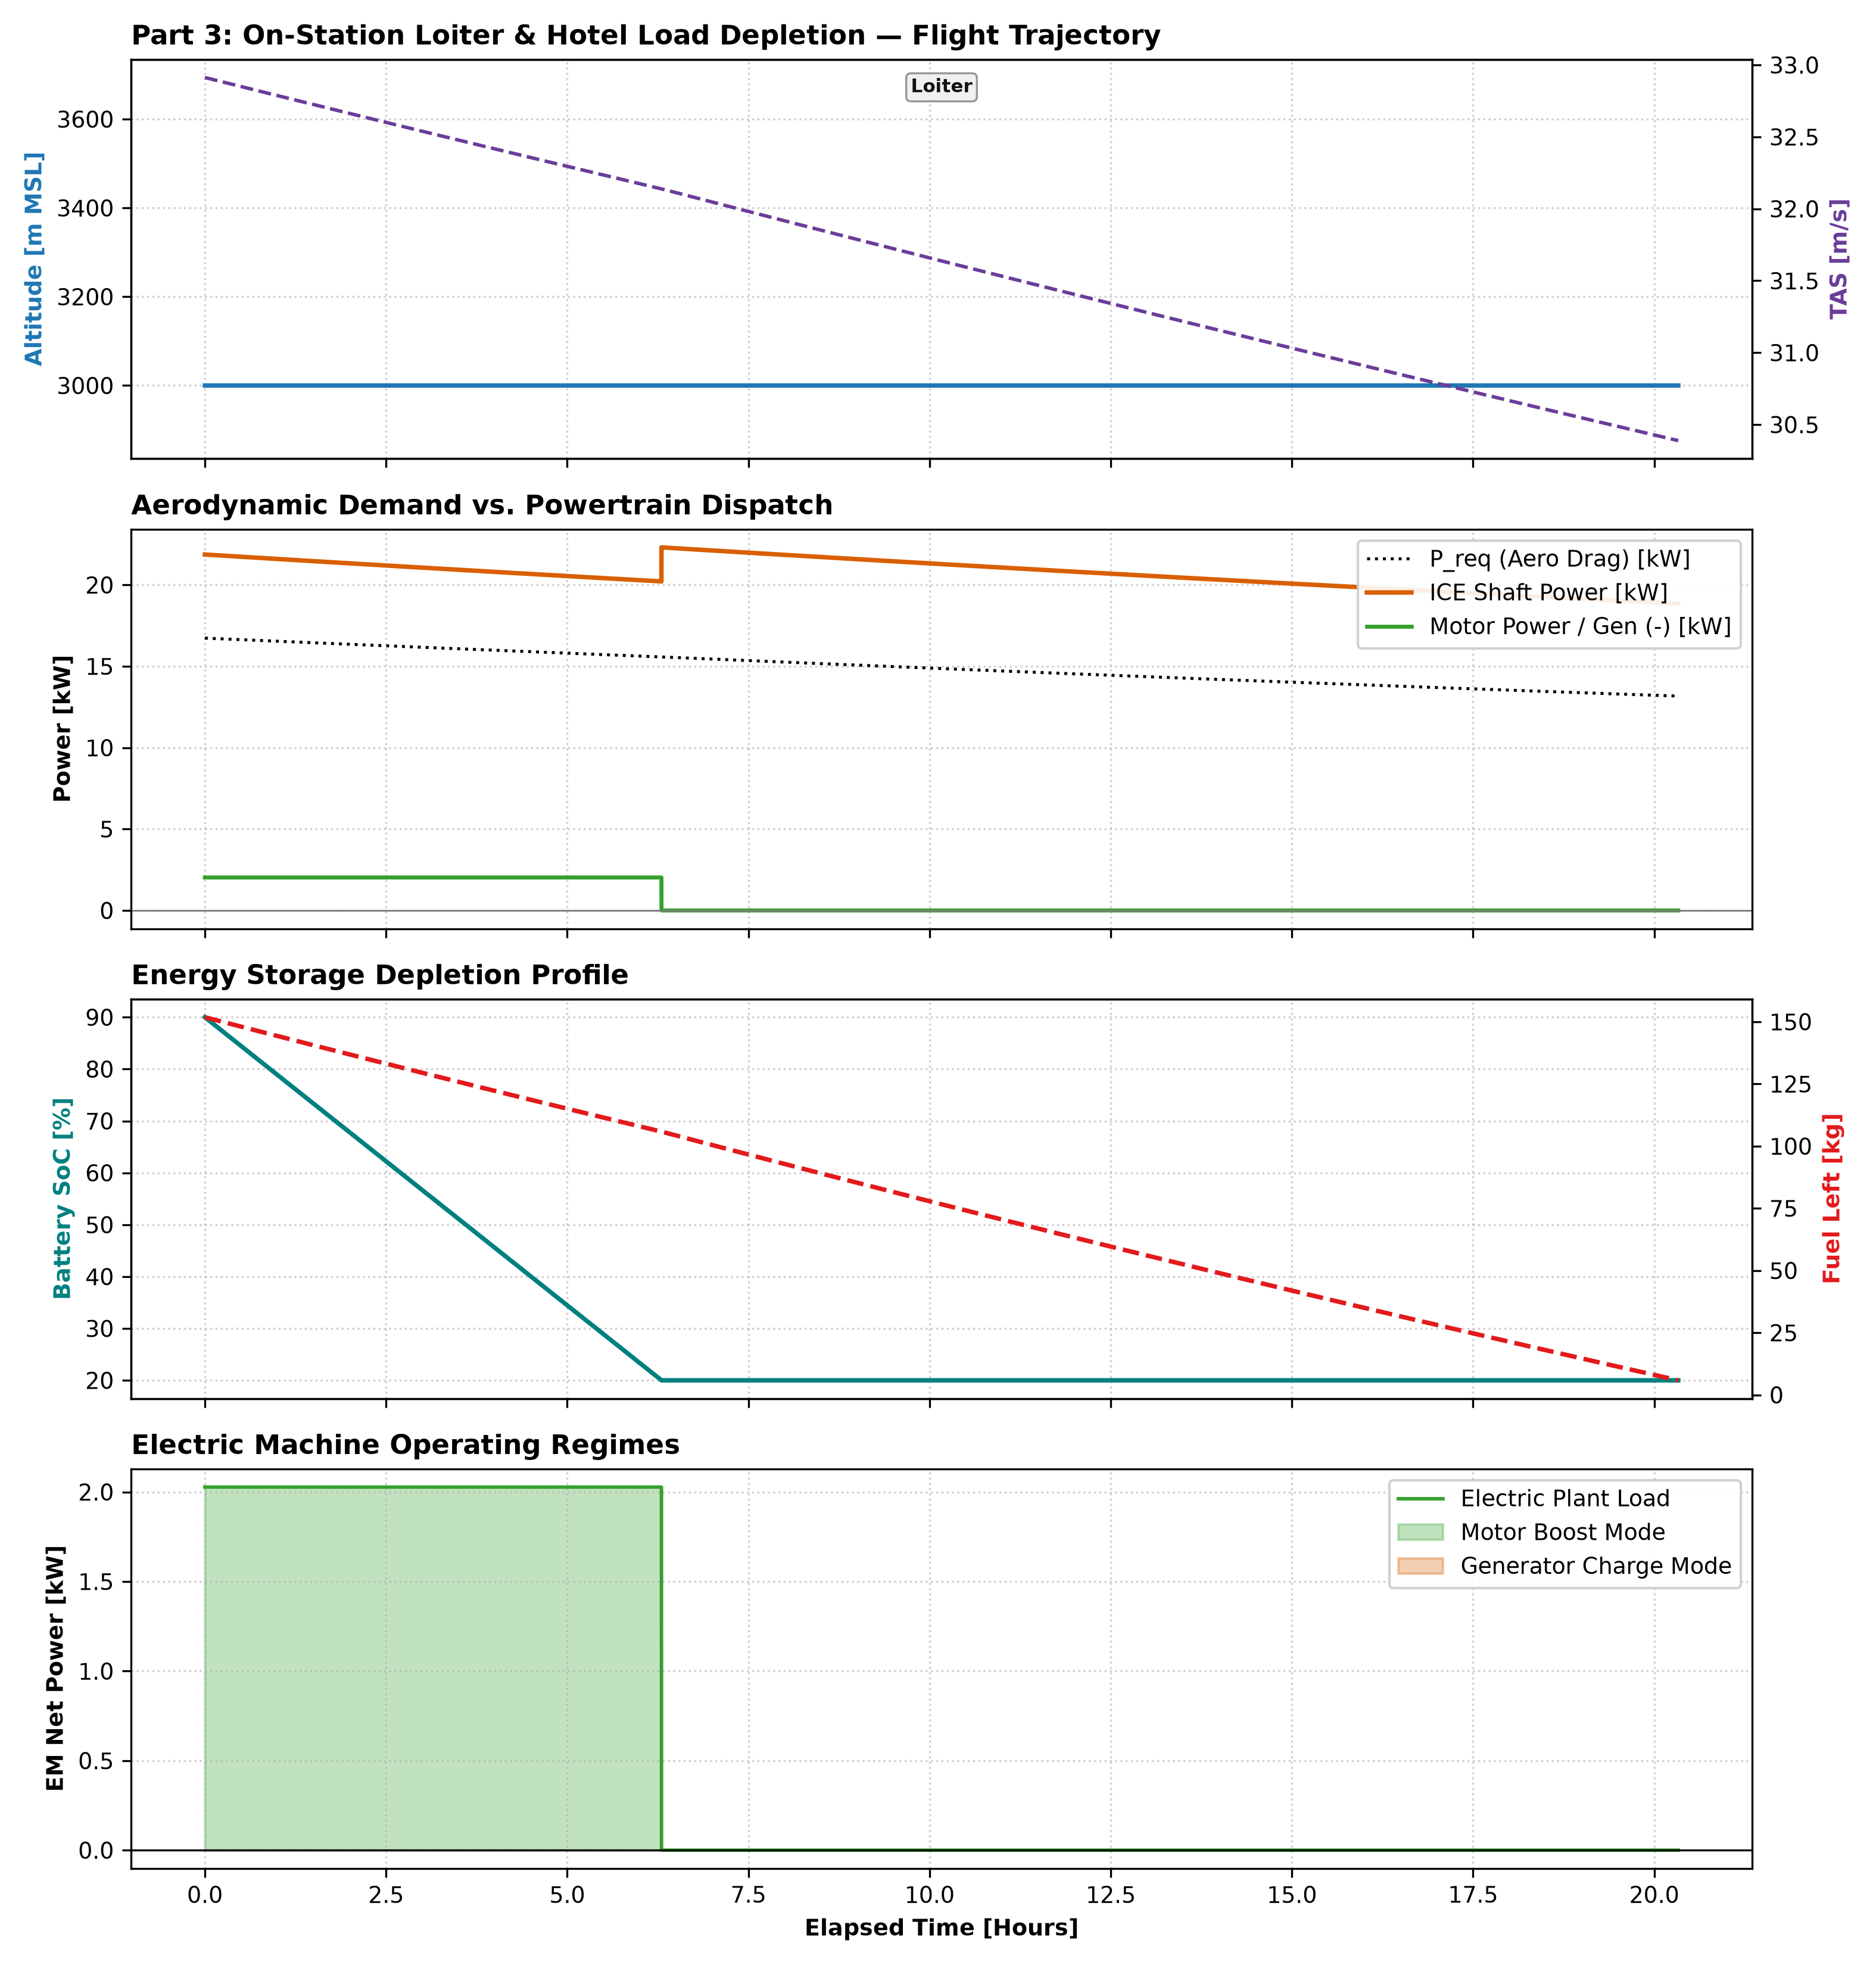 Part 3: On-Station Loiter & Hotel Load Depletion — Flight Trajectory
Loiter
Altitude [m MSL]
3600
3400
3200
3000
33.0
32.5
32.0
31.5
31.0
30.5
TAS [m/s]
Aerodynamic Demand vs. Powertrain Dispatch
Power [kW]
20
15
10
5
0
P_req (Aero Drag) [kW]
ICE Shaft Power [kW]
Motor Power / Gen (-) [kW]
Energy Storage Depletion Profile
Battery SoC [%]
90
80
70
60
50
40
30
20
150
125
100
75
50
25
0
Fuel Left [kg]
Electric Machine Operating Regimes
EM Net Power [kW]
2.0
1.5
1.0
0.5
0.0
Electric Plant Load
Motor Boost Mode
Generator Charge Mode
0.0 2.5 5.0 7.5 10.0 12.5 15.0 17.5 20.0
Elapsed Time [Hours]